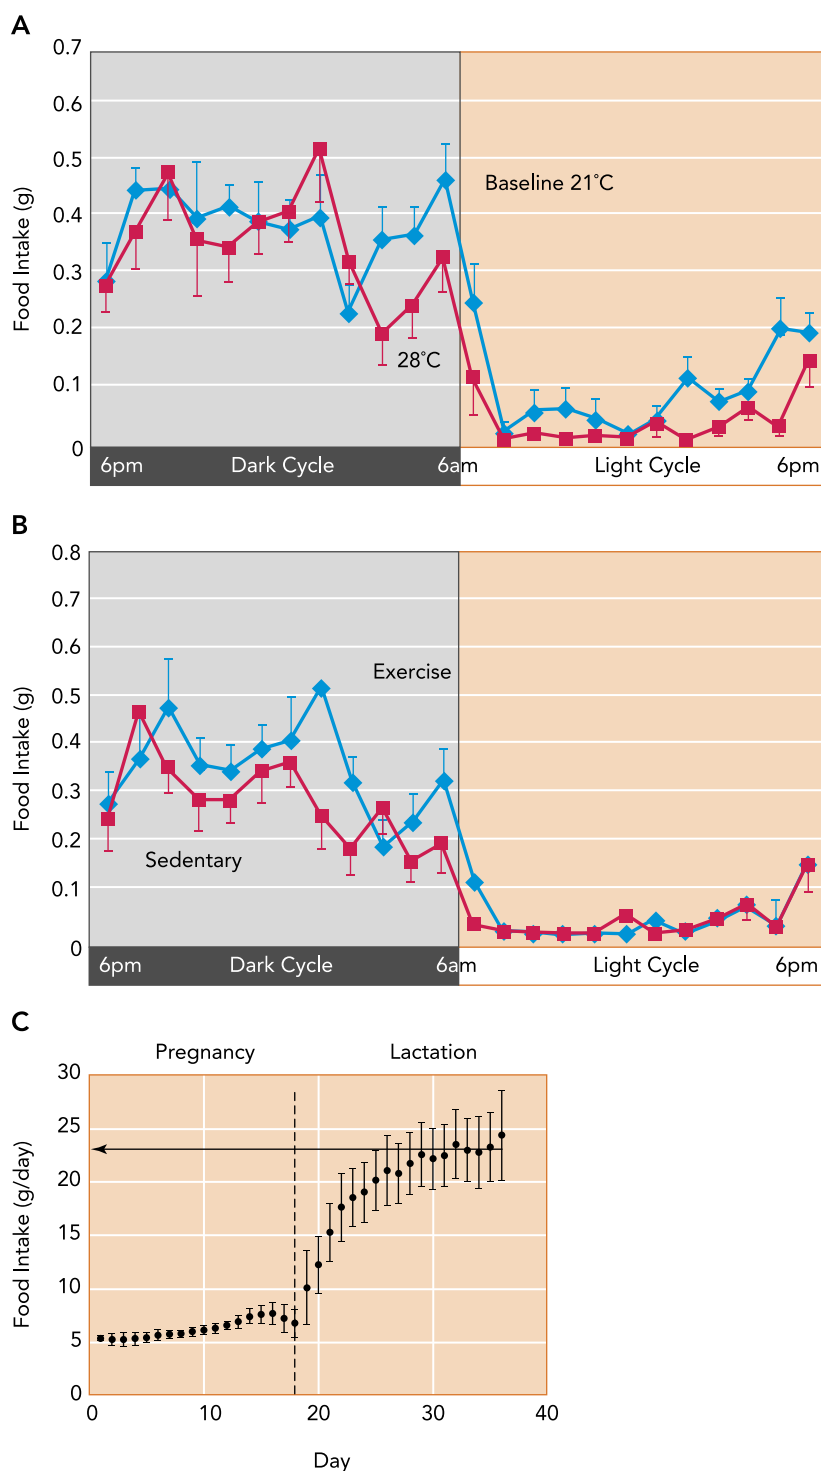 A
0.7
0.6
0.5
0.4
0.3
0.2
0.1
0
Food Intake (g)
Baseline 21˚C
28˚C
6pm Dark Cycle 6am Light Cycle 6pm
B
0.8
0.7
0.6
0.5
0.4
0.3
0.2
0.1
0
Food Intake (g)
Exercise
Sedentary
6pm Dark Cycle 6am Light Cycle 6pm
C
Pregnancy Lactation
30
25
20
15
10
5
0
Food Intake (g/day)
0 10 20 30 40
Day